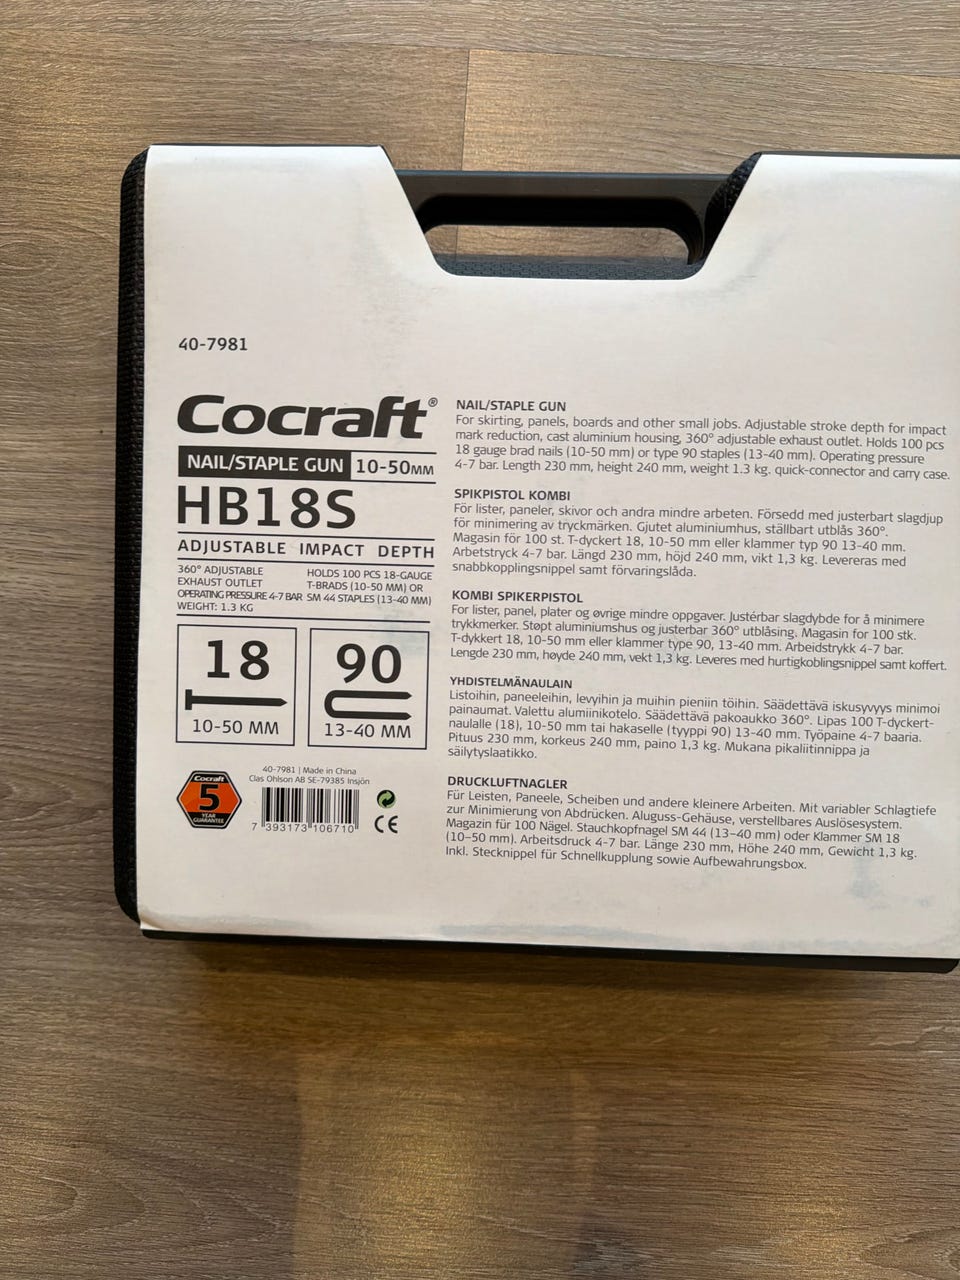 40-7981
Cocraft®
NAIL/STAPLE GUN 10-50MM
HB18S
ADJUSTABLE IMPACT DEPTH
360° ADJUSTABLE
EXHAUST OUTLET
OPERATING PRESSURE 4-7 BAR
WEIGHT: 1.3 KG
HOLDS 100 PCS 18-GAUGE
T-BRADS (10-50 MM) OR
SM 44 STAPLES (13-40 MM)
18
10-50 MM
90
13-40 MM
Cocraft
5
YEAR
GUARANTEE
40-7981 | Made in China
Clas Ohlson AB SE-79385 Insjön
7 393173 106710
CE
NAIL/STAPLE GUN
For skirting, panels, boards and other small jobs. Adjustable stroke depth for impact
mark reduction, cast aluminium housing, 360° adjustable exhaust outlet. Holds 100 pcs
18 gauge brad nails (10-50 mm) or type 90 staples (13-40 mm). Operating pressure
4-7 bar. Length 230 mm, height 240 mm, weight 1.3 kg. quick-connector and carry case.
SPIKPISTOL KOMBI
För lister, paneler, skivor och andra mindre arbeten. Försedd med justerbart slagdjup
för minimering av tryckmärken. Gjutet aluminiumhus, ställbart utblås 360°.
Magasin för 100 st. T-dyckert 18, 10-50 mm eller klammer typ 90 13-40 mm.
Arbetstryck 4-7 bar. Längd 230 mm, höjd 240 mm, vikt 1,3 kg. Levereras med
snabbkopplingsnippel samt förvaringslåda.
KOMBI SPIKERPISTOL
For lister, panel, plater og øvrige mindre oppgaver. Justérbar slagdybde for å minimere
trykkmerker. Støpt aluminiumshus og justerbar 360° utblåsing. Magasin for 100 stk.
T-dykkert 18, 10-50 mm eller klammer type 90, 13-40 mm. Arbeidstrykk 4-7 bar.
Lengde 230 mm, høyde 240 mm, vekt 1,3 kg. Leveres med hurtigkoblingsnippel samt koffert.
YHDISTELMÄNAULAIN
Listoihin, paneeleihin, levyihin ja muihin pieniin töihin. Säädettävä iskusyvyys minimoi
painaumat. Valettu alumiinikotelo. Säädettävä pakoaukko 360°. Lipas 100 T-dyckert-
naulalle (18), 10-50 mm tai hakaselle (tyyppi 90) 13-40 mm. Työpaine 4-7 baaria.
Pituus 230 mm, korkeus 240 mm, paino 1,3 kg. Mukana pikaliitinnippa ja
säilytyslaatikko.
DRUCKLUFTNAGLER
Für Leisten, Paneele, Scheiben und andere kleinere Arbeiten. Mit variabler Schlagtiefe
zur Minimierung von Abdrücken. Aluguss-Gehäuse, verstellbares Auslösesystem.
Magazin für 100 Nägel. Stauchkopfnagel SM 44 (13–40 mm) oder Klammer SM 18
(10–50 mm). Arbeitsdruck 4-7 bar. Länge 230 mm, Höhe 240 mm, Gewicht 1,3 kg.
Inkl. Stecknippel für Schnellkupplung sowie Aufbewahrungsbox.